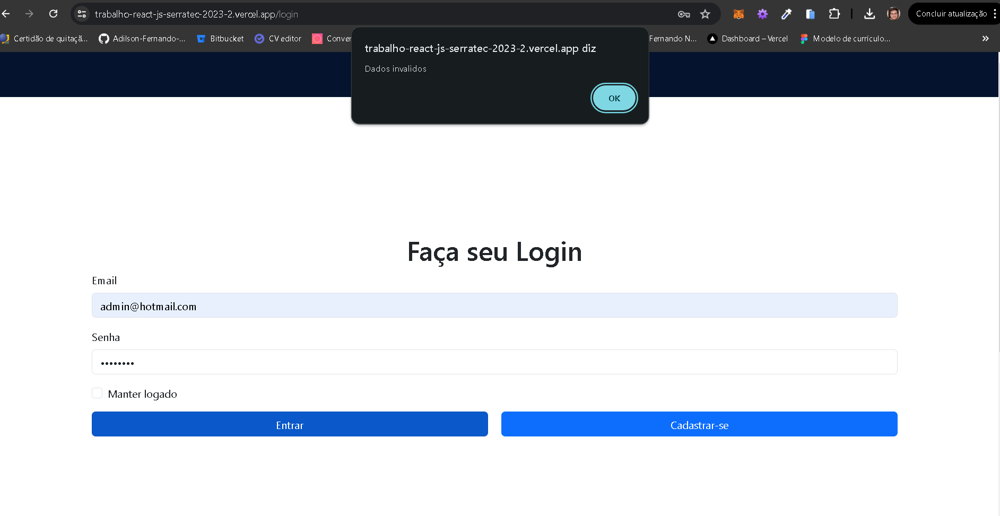 trabalho-react-js-serratec-2023-2.vercel.app/login
Concluir atualização
Certidão de quitaçã... Adilson-Fernando-... Bitbucket CV editor Conver Fernando N... Dashboard – Vercel Modelo de currículo...
trabalho-react-js-serratec-2023-2.vercel.app diz
Dados invalidos
OK
Faça seu Login
Email
admin@hotmail.com
Senha
••••••••
Manter logado
Entrar Cadastrar-se